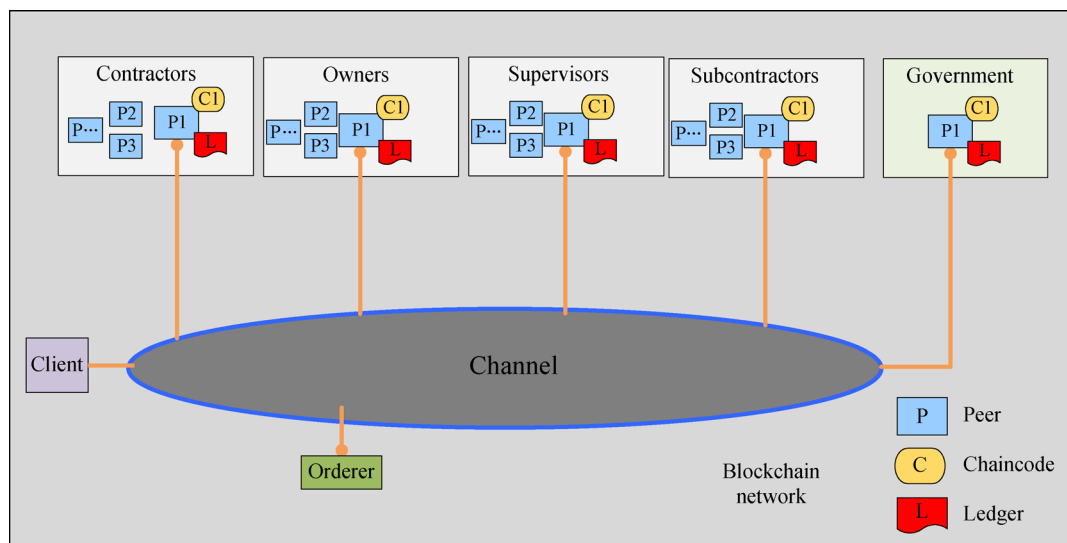 Contractors
P2
P...
P3
P1
C1
L
Owners
P2
P...
P3
P1
C1
L
Supervisors
P2
P...
P3
P1
C1
L
Subcontractors
P2
P...
P3
P1
C1
L
Government
P1
C1
L
Client
Channel
Orderer
Blockchain
network
P Peer
C Chaincode
L Ledger